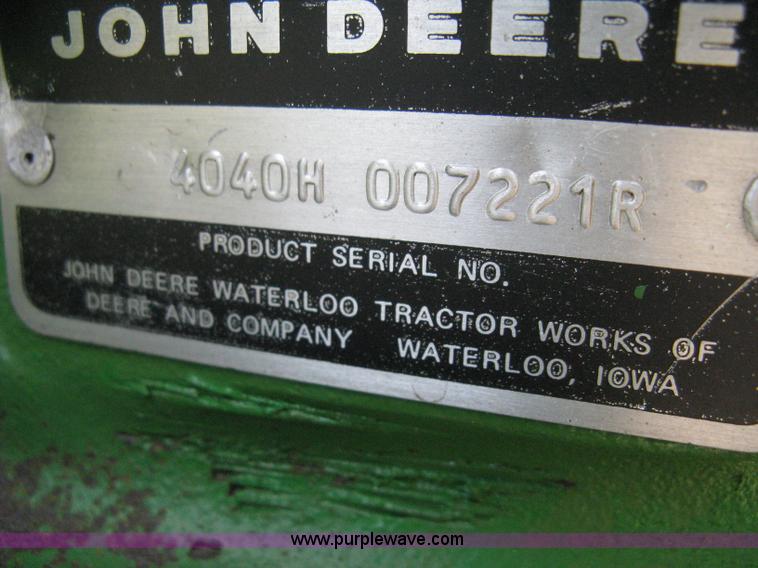 JOHN DEERE
4040H 007221R
PRODUCT SERIAL NO.
JOHN DEERE WATERLOO TRACTOR WORKS OF
DEERE AND COMPANY WATERLOO, IOWA
www.purplewave.com